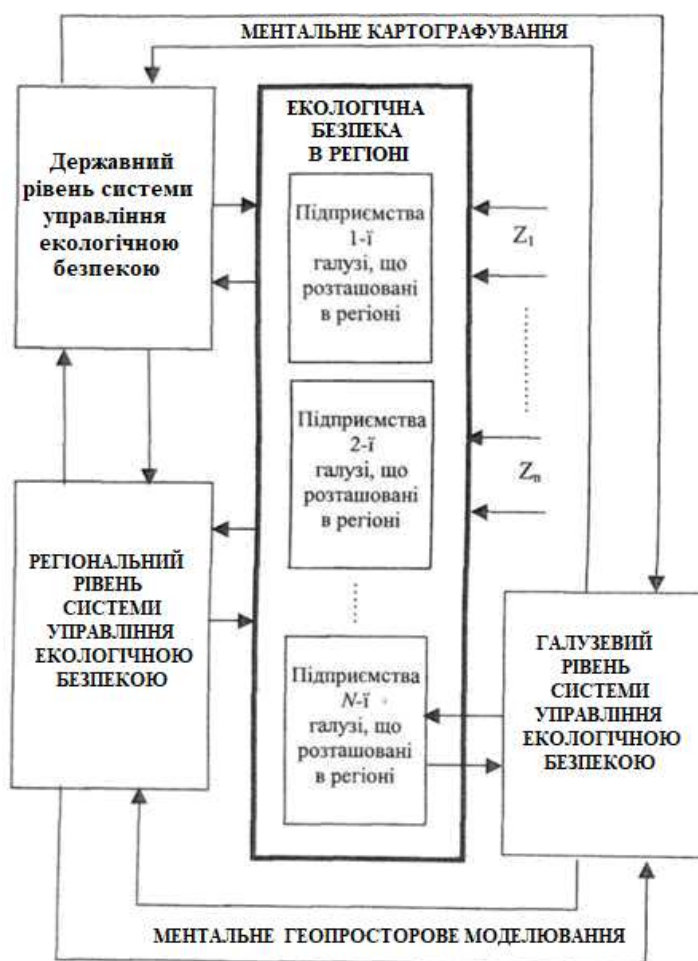 МЕНТАЛЬНЕ КАРТОГРАФУВАННЯ
Державний
рівень системи
управління
екологічною
безпекою
ЕКОЛОГІЧНА
БЕЗПЕКА
В РЕГІОНІ
Підприємства
1-ї
галузі, що
розташовані
в регіоні
Z₁
Підприємства
2-ї
галузі, що
розташовані
в регіоні
Zₙ
РЕГІОНАЛЬНИЙ
РІВЕНЬ
СИСТЕМИ
УПРАВЛІННЯ
ЕКОЛОГІЧНОЮ
БЕЗПЕКОЮ
Підприємства
N-ї
галузі, що
розташовані
в регіоні
ГАЛУЗЕВИЙ
РІВЕНЬ
СИСТЕМИ
УПРАВЛІННЯ
ЕКОЛОГІЧНОЮ
БЕЗПЕКОЮ
МЕНТАЛЬНЕ ГЕОПРОСТОРОВЕ МОДЕЛЮВАННЯ